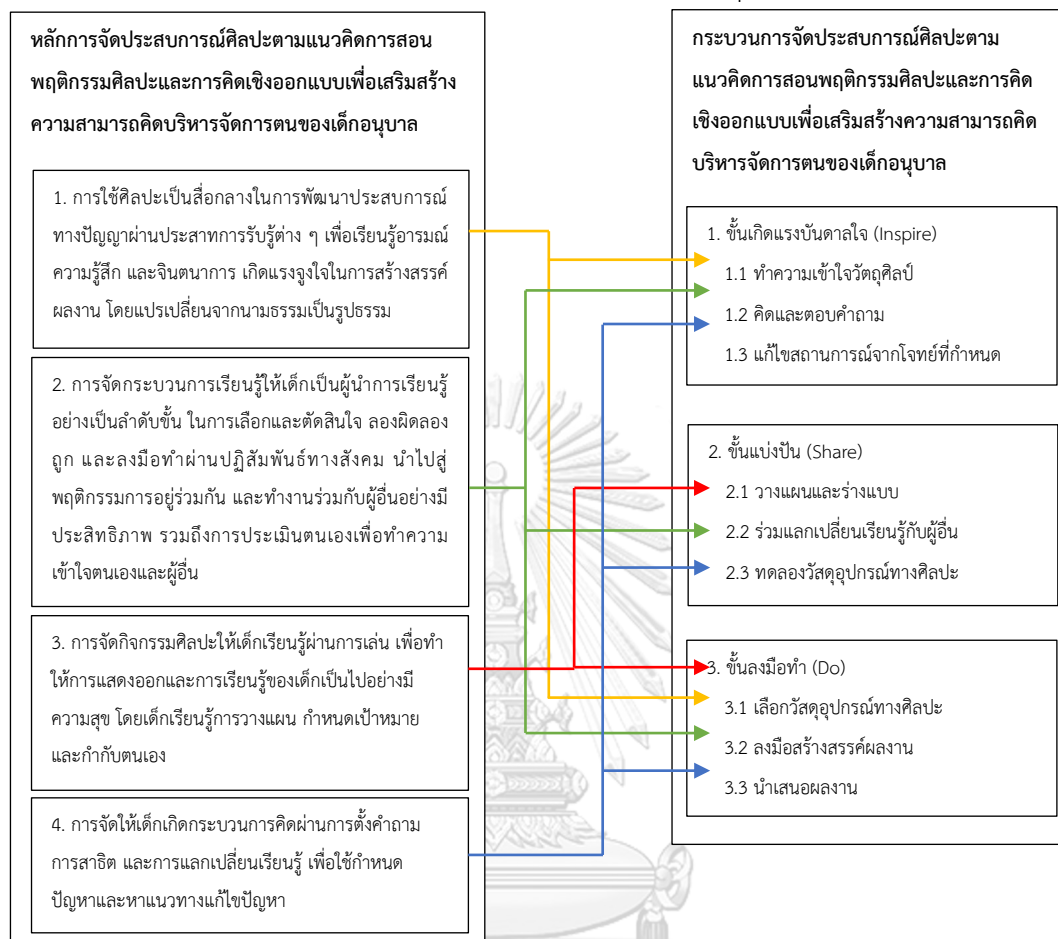 หลักการจัดประสบการณ์ศิลปะตามแนวคิดการสอน
พฤติกรรมศิลปะและการคิดเชิงออกแบบเพื่อเสริมสร้าง
ความสามารถคิดบริหารจัดการตนของเด็กอนุบาล
1. การใช้ศิลปะเป็นสื่อกลางในการพัฒนาประสบการณ์
ทางปัญญาผ่านประสาทการรับรู้ต่าง ๆ เพื่อเรียนรู้อารมณ์
ความรู้สึก และจินตนาการ เกิดแรงจูงใจในการสร้างสรรค์
ผลงาน โดยแปรเปลี่ยนจากนามธรรมเป็นรูปธรรม
2. การจัดกระบวนการเรียนรู้ให้เด็กเป็นผู้นำการเรียนรู้
อย่างเป็นลำดับขั้น ในการเลือกและตัดสินใจ ลองผิดลอง
ถูก และลงมือทำผ่านปฏิสัมพันธ์ทางสังคม นำไปสู่
พฤติกรรมการอยู่ร่วมกัน และทำงานร่วมกับผู้อื่นอย่างมี
ประสิทธิภาพ รวมถึงการประเมินตนเองเพื่อทำความ
เข้าใจตนเองและผู้อื่น
3. การจัดกิจกรรมศิลปะให้เด็กเรียนรู้ผ่านการเล่น เพื่อทำ
ให้การแสดงออกและการเรียนรู้ของเด็กเป็นไปอย่างมี
ความสุข โดยเด็กเรียนรู้การวางแผน กำหนดเป้าหมาย
และกำกับตนเอง
4. การจัดให้เด็กเกิดกระบวนการคิดผ่านการตั้งคำถาม
การสาธิต และการแลกเปลี่ยนเรียนรู้ เพื่อใช้กำหนด
ปัญหาและหาแนวทางแก้ไขปัญหา
กระบวนการจัดประสบการณ์ศิลปะตาม
แนวคิดการสอนพฤติกรรมศิลปะและการคิด
เชิงออกแบบเพื่อเสริมสร้างความสามารถคิด
บริหารจัดการตนของเด็กอนุบาล
1. ขั้นเกิดแรงบันดาลใจ (Inspire)
1.1 ทำความเข้าใจวัตถุศิลป์
1.2 คิดและตอบคำถาม
1.3 แก้ไขสถานการณ์จากโจทย์ที่กำหนด
2. ขั้นแบ่งปัน (Share)
2.1 วางแผนและร่างแบบ
2.2 ร่วมแลกเปลี่ยนเรียนรู้กับผู้อื่น
2.3 ทดลองวัสดุอุปกรณ์ทางศิลปะ
3. ขั้นลงมือทำ (Do)
3.1 เลือกวัสดุอุปกรณ์ทางศิลปะ
3.2 ลงมือสร้างสรรค์ผลงาน
3.3 นำเสนอผลงาน